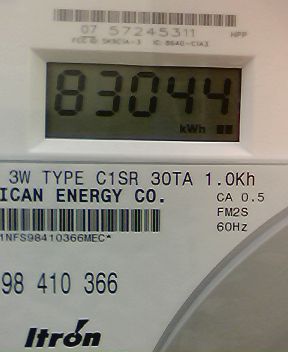 07 57245311 HPP
83044
kWh
3W TYPE C1SR 30TA 1.0Kh
ICAN ENERGY CO.
CA 0.5
FM2S
60Hz
1NFS98410366MEC*
98 410 366
Itron